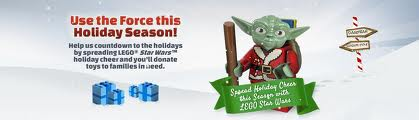 Use the Force this
Holiday Season!
Help us countdown to the holidays
by spreading LEGO® Star Wars™
holiday cheer and you'll donate
toys to families in need.
Spread Holiday Cheer
this Season with
LEGO Star Wars